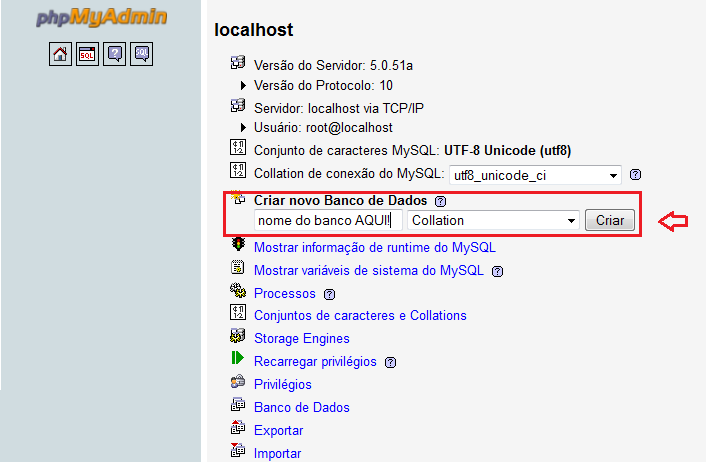 phpMyAdmin
SQL
localhost
Versão do Servidor: 5.0.51a
Versão do Protocolo: 10
Servidor: localhost via TCP/IP
Usuário: root@localhost
Conjunto de caracteres MySQL: UTF-8 Unicode (utf8)
Collation de conexão do MySQL: utf8_unicode_ci ?
Criar novo Banco de Dados ?
nome do banco AQUI! Collation Criar
Mostrar informação de runtime do MySQL
Mostrar variáveis de sistema do MySQL ?
Processos ?
Conjuntos de caracteres e Collations
Storage Engines
Recarregar privilégios ?
Privilégios
Banco de Dados
Exportar
Importar